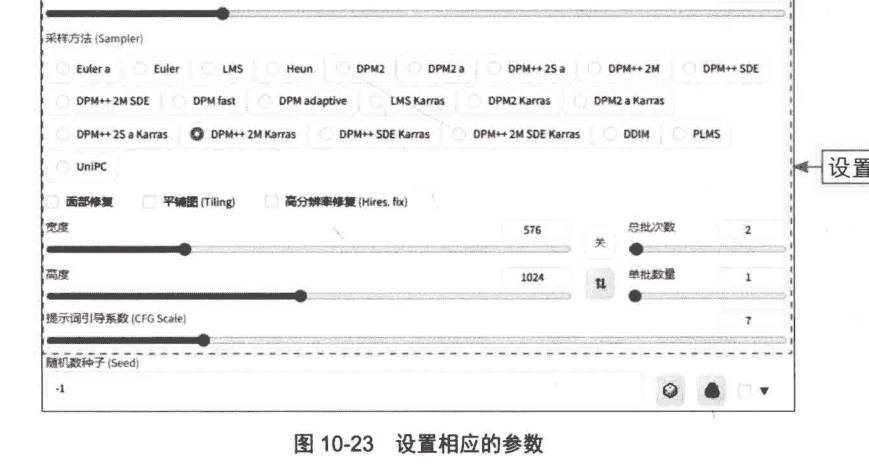 采样方法 (Sampler)
Euler a Euler LMS Heun DPM2 DPM2 a DPM++ 2S a DPM++ 2M DPM++ SDE
DPM++ 2M SDE DPM fast DPM adaptive LMS Karras DPM2 Karras DPM2 a Karras
DPM++ 2S a Karras DPM++ 2M Karras DPM++ SDE Karras DPM++ 2M SDE Karras DDIM PLMS
UniPC
设置
面部修复 平铺图 (Tiling) 高分辨率修复 (Hires. fix)
宽度 576 关 总批次数 2
高度 1024 单批数量 1
提示词引导系数 (CFG Scale) 7
随机数种子 (Seed)
-1
图 10-23 设置相应的参数